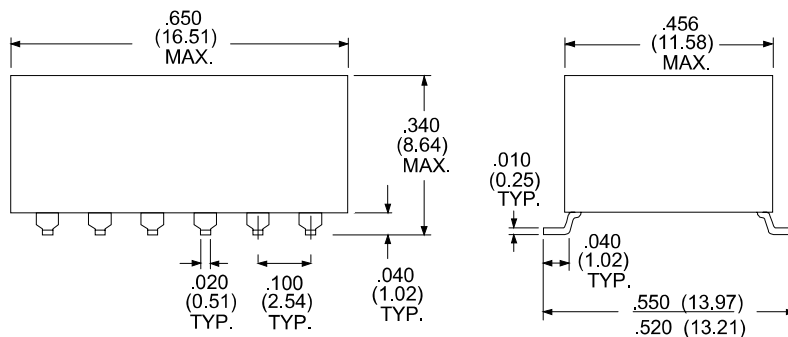 .650
(16.51)
MAX.
.456
(11.58)
MAX.
.340
(8.64)
MAX.
.010
(0.25)
TYP.
.020
(0.51)
TYP.
.100
(2.54)
TYP.
.040
(1.02)
TYP.
.040
(1.02)
TYP.
.550 (13.97)
.520 (13.21)